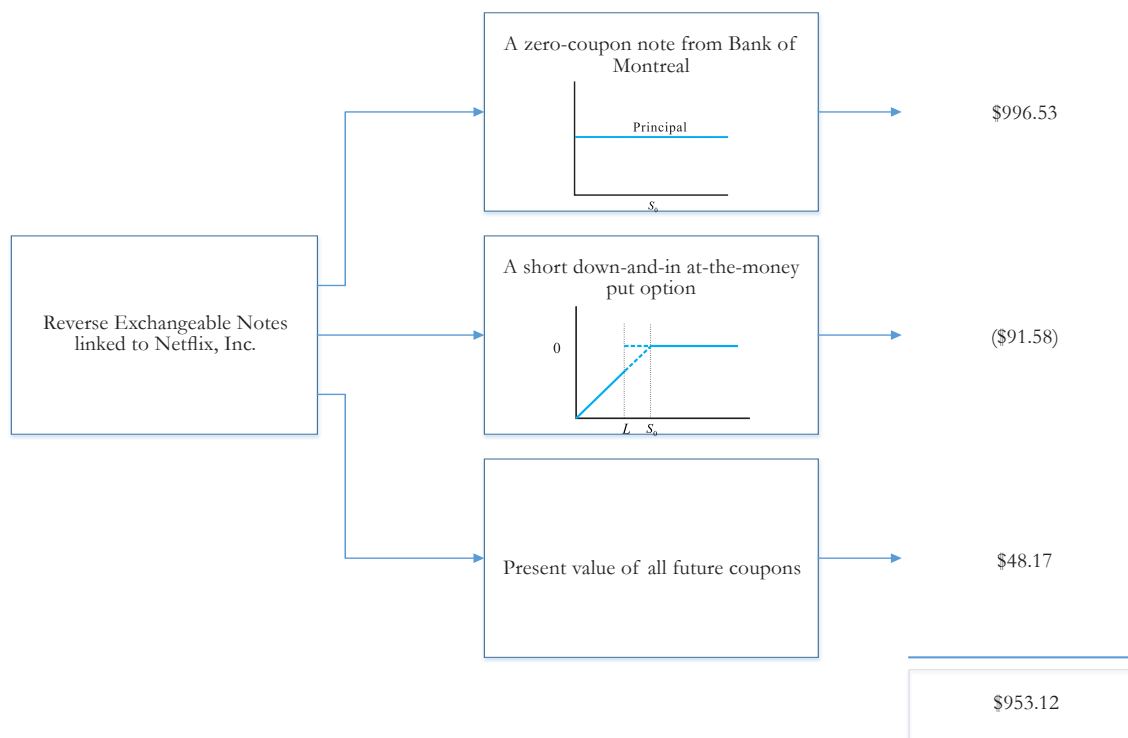 A zero-coupon note from Bank of
Montreal
Principal
S₀
$996.53
Reverse Exchangeable Notes
linked to Netflix, Inc.
A short down-and-in at-the-money
put option
0
L S₀
($91.58)
Present value of all future coupons
$48.17
$953.12